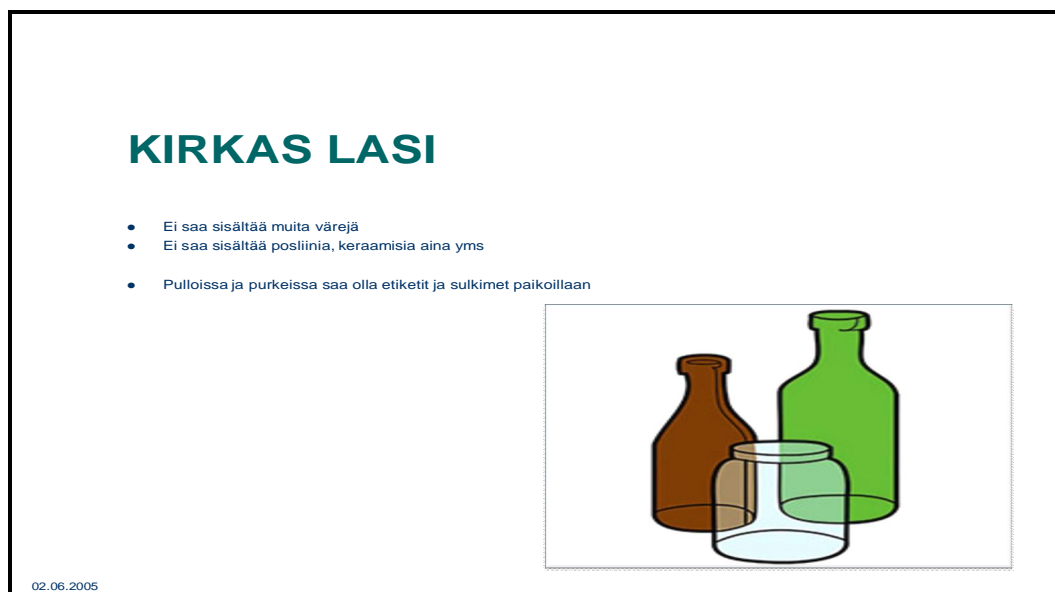 KIRKAS LASI
• Ei saa sisältää muita värejä
• Ei saa sisältää posliinia, keraamisia aina yms
• Pulloissa ja purkeissa saa olla etiketit ja sulkimet paikoillaan
02.06.2005